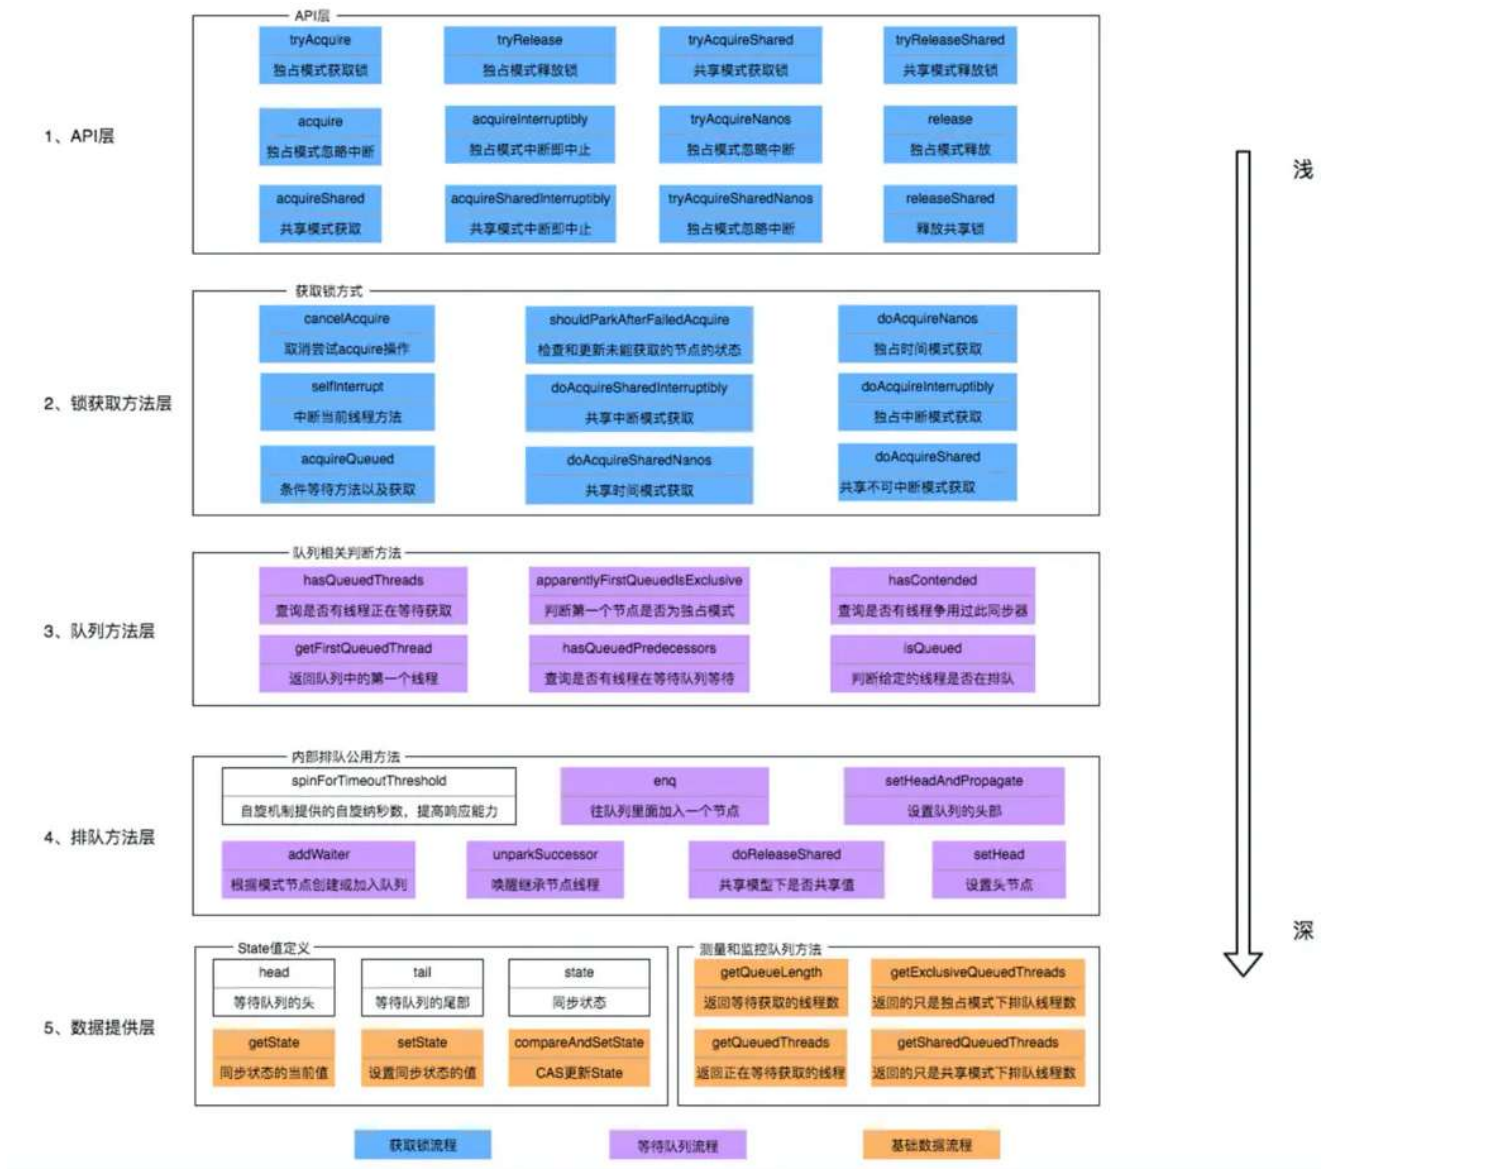 API层
tryAcquire
独占模式获取锁
tryRelease
独占模式释放锁
tryAcquireShared
共享模式获取锁
tryReleaseShared
共享模式释放锁
1、API层
acquire
独占模式忽略中断
acquireInterruptibly
独占模式中断即中止
tryAcquireNanos
独占模式忽略中断
release
独占模式释放
acquireShared
共享模式获取
acquireSharedInterruptibly
共享模式中断即中止
tryAcquireSharedNanos
独占模式忽略中断
releaseShared
释放共享锁
浅
获取锁方式
2、锁获取方法层
cancelAcquire
取消尝试acquire操作
shouldParkAfterFailedAcquire
检查和更新未能获取的节点的状态
doAcquireNanos
独占时间模式获取
selfInterrupt
中断当前线程方法
doAcquireSharedInterruptibly
共享中断模式获取
doAcquireInterruptibly
独占中断模式获取
acquireQueued
条件等待方法以及获取
doAcquireSharedNanos
共享时间模式获取
doAcquireShared
共享不可中断模式获取
队列相关判断方法
3、队列方法层
hasQueuedThreads
查询是否有线程正在等待获取
apparentlyFirstQueuedIsExclusive
判断第一个节点是否为独占模式
hasContended
查询是否有线程争用过此同步器
getFirstQueuedThread
返回队列中的第一个线程
hasQueuedPredecessors
查询是否有线程在等待队列等待
isQueued
判断给定的线程是否在排队
内部排队公用方法
4、排队方法层
spinForTimeoutThreshold
自旋机制提供的自旋纳秒数，提高响应能力
enq
往队列里面加入一个节点
setHeadAndPropagate
设置队列的头部
addWaiter
根据模式节点创建或加入队列
unparkSuccessor
唤醒继承节点线程
doReleaseShared
共享模型下是否共享值
setHead
设置头节点
深
State值定义
5、数据提供层
head
等待队列的头
tail
等待队列的尾部
state
同步状态
getState
同步状态的当前值
setState
设置同步状态的值
compareAndSetState
CAS更新State
测量和监控队列方法
getQueueLength
返回等待获取的线程数
getExclusiveQueuedThreads
返回的只是独占模式下排队线程数
getQueuedThreads
返回正在等待获取的线程
getSharedQueuedThreads
返回的只是共享模式下排队线程数
获取锁流程
等待队列流程
基础数据流程